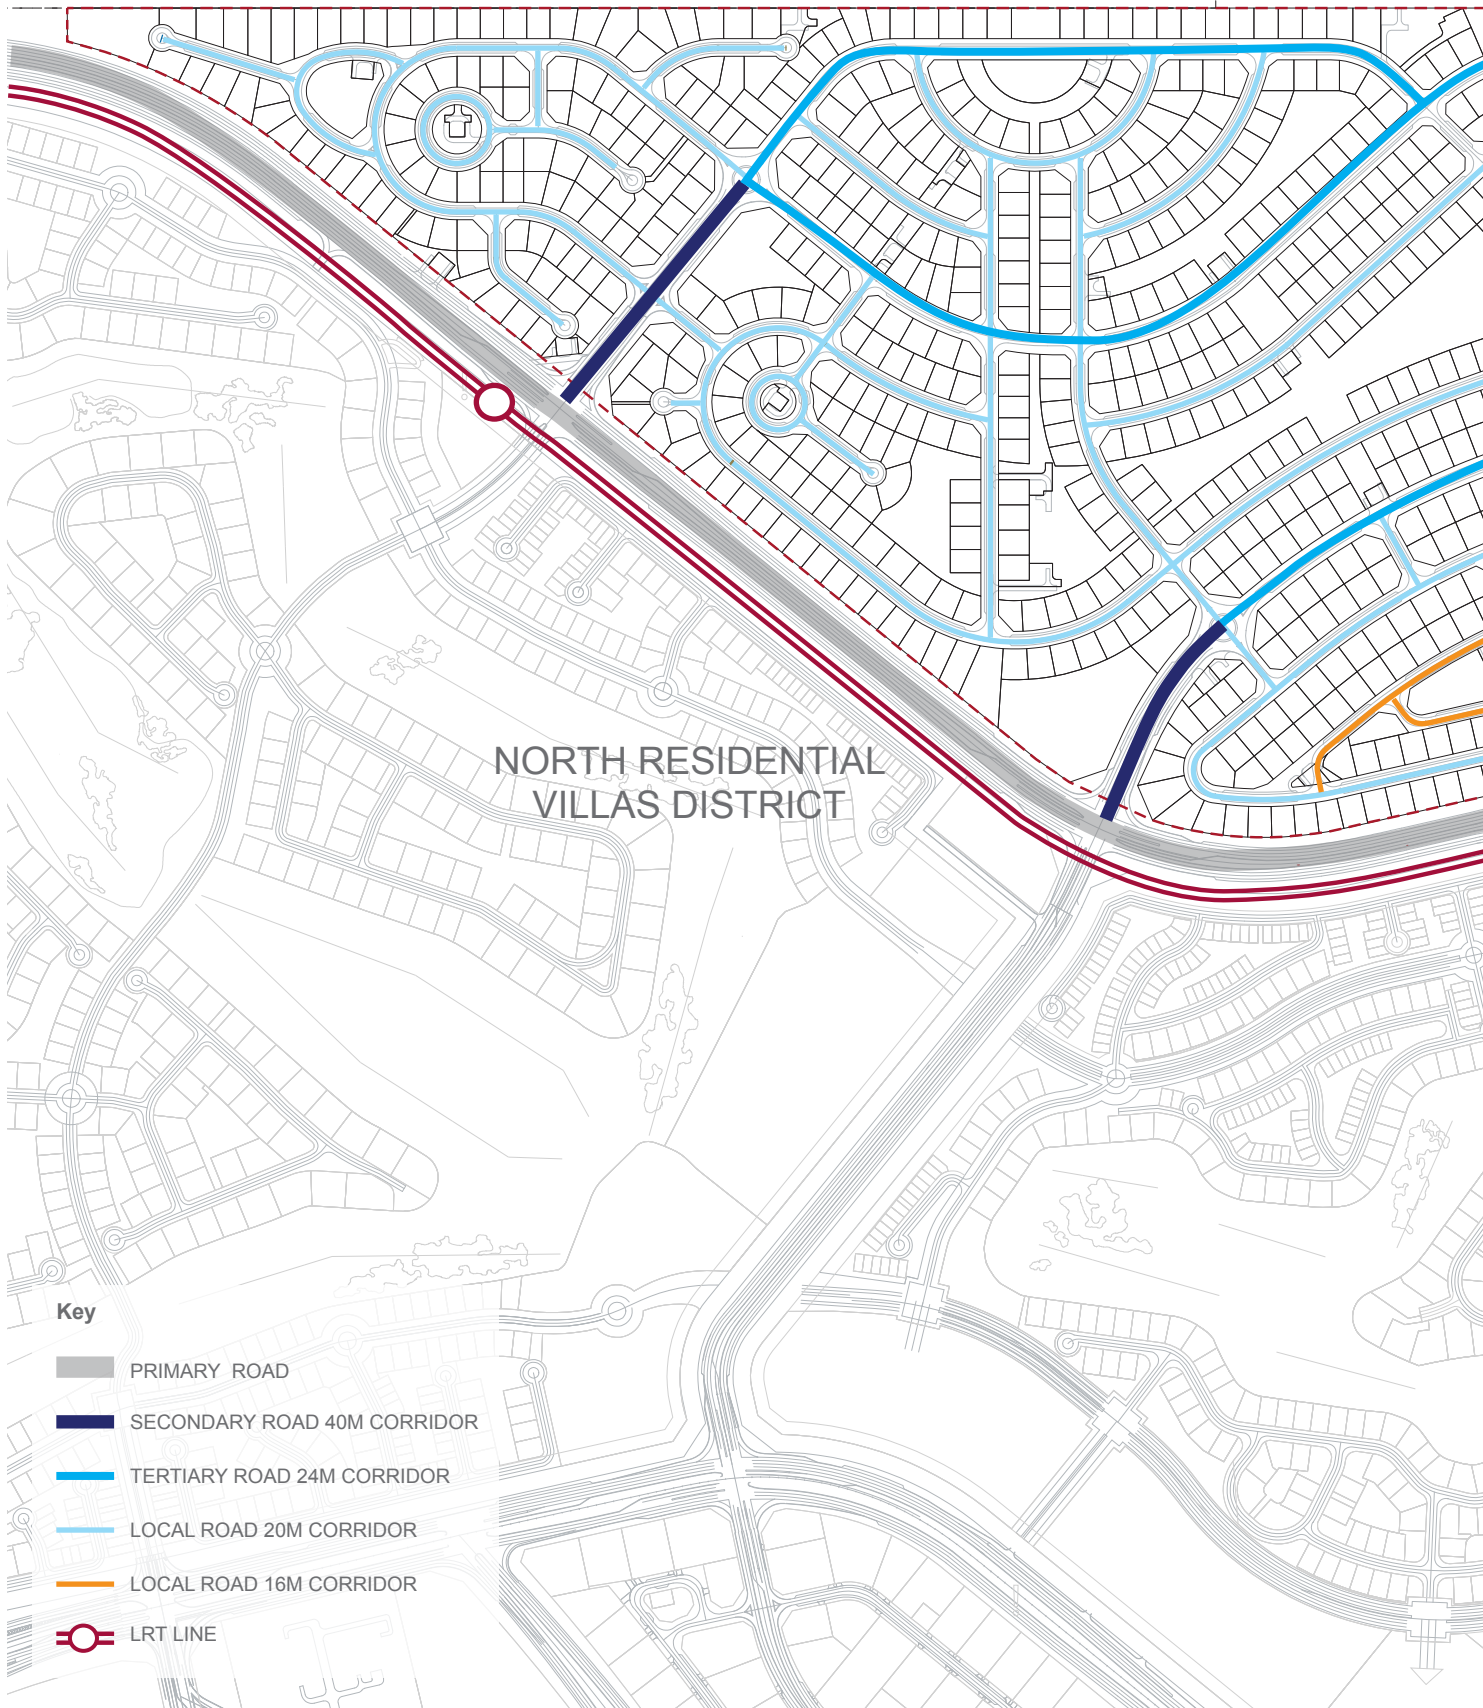 NORTH RESIDENTIAL
VILLAS DISTRICT
Key
PRIMARY ROAD
SECONDARY ROAD 40M CORRIDOR
TERTIARY ROAD 24M CORRIDOR
LOCAL ROAD 20M CORRIDOR
LOCAL ROAD 16M CORRIDOR
LRT LINE